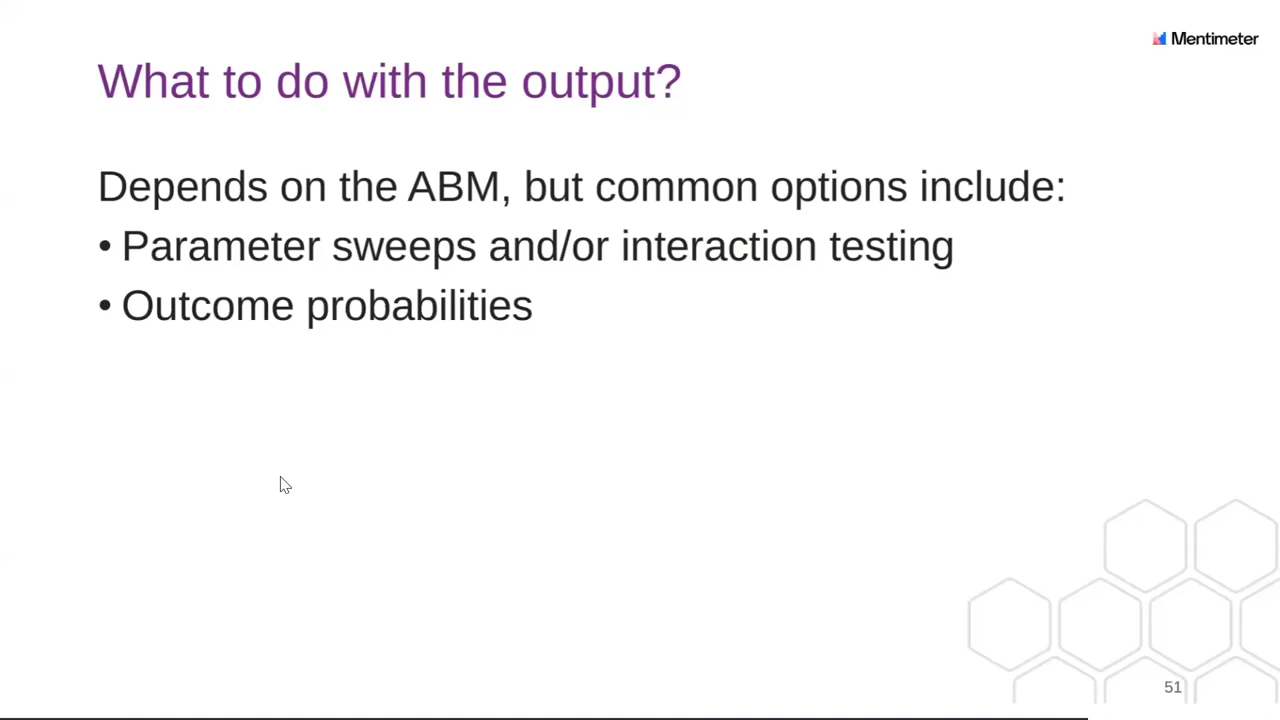 Mentimeter
What to do with the output?
Depends on the ABM, but common options include:
• Parameter sweeps and/or interaction testing
• Outcome probabilities
51